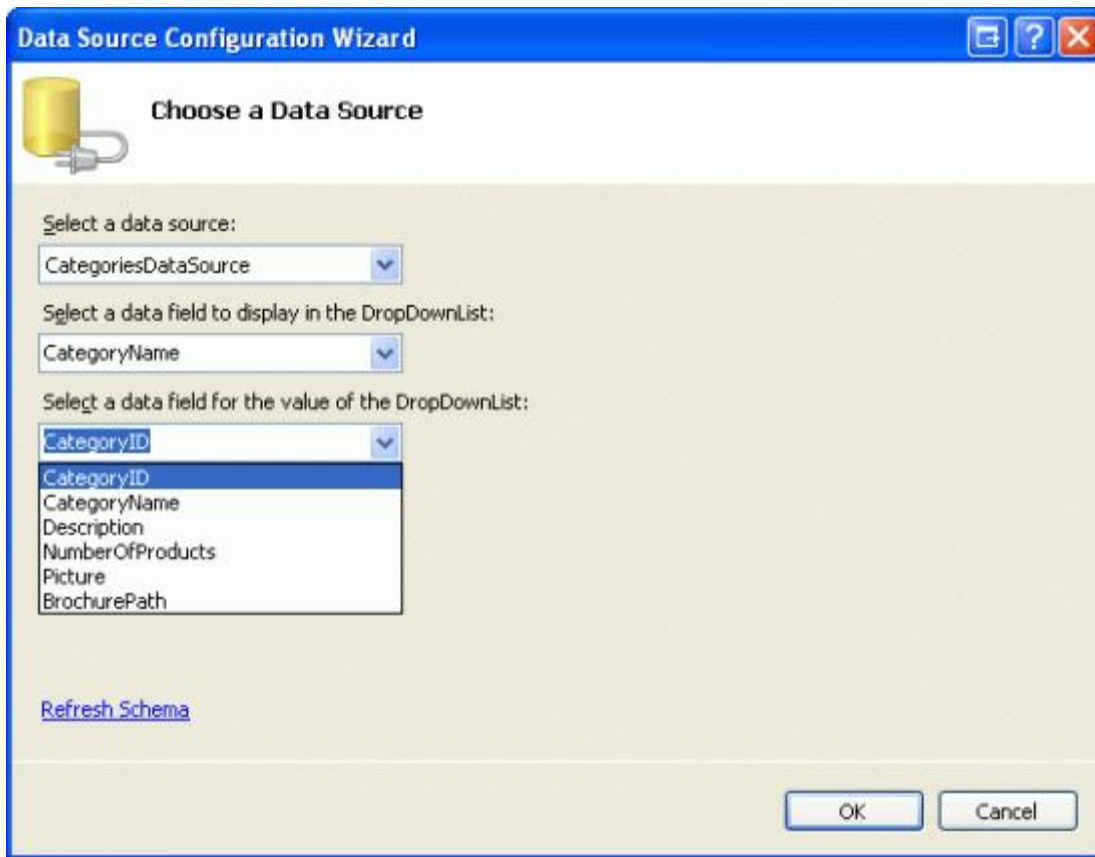 Data Source Configuration Wizard
Choose a Data Source
Select a data source:
CategoriesDataSource
Select a data field to display in the DropDownList:
CategoryName
Select a data field for the value of the DropDownList:
CategoryID
CategoryID
CategoryName
Description
NumberOfProducts
Picture
BrochurePath
Refresh Schema
OK
Cancel